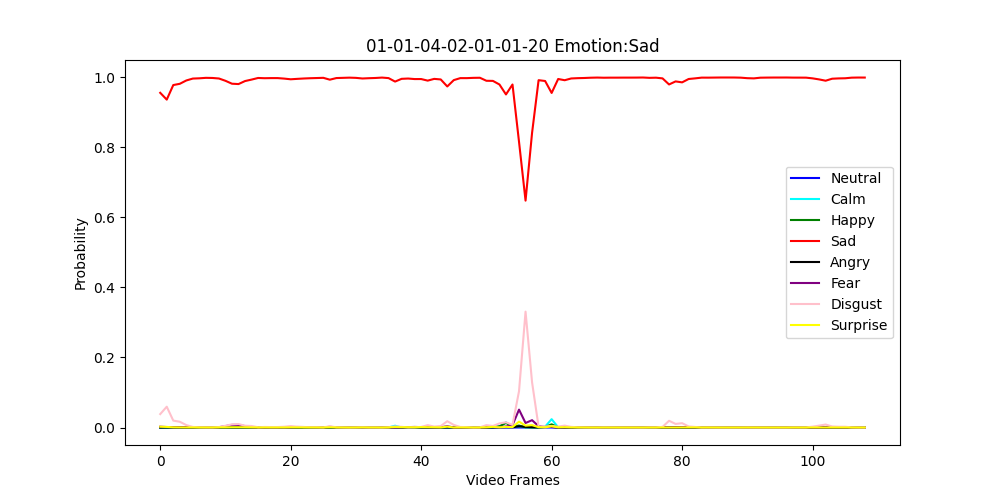 01-01-04-02-01-01-20 Emotion:Sad
1.0
0.8
0.6
0.4
0.2
0.0
Probability
0 20 40 60 80 100
Video Frames
Neutral
Calm
Happy
Sad
Angry
Fear
Disgust
Surprise